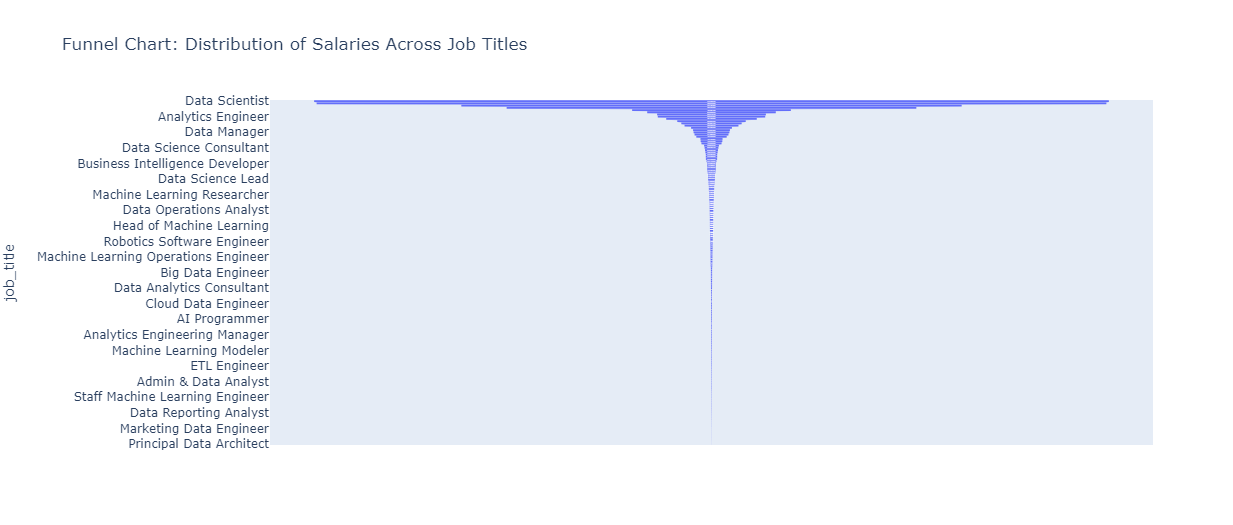 Funnel Chart: Distribution of Salaries Across Job Titles
Data Scientist
Analytics Engineer
Data Manager
Data Science Consultant
Business Intelligence Developer
Data Science Lead
Machine Learning Researcher
Data Operations Analyst
Head of Machine Learning
Robotics Software Engineer
Machine Learning Operations Engineer
Big Data Engineer
Data Analytics Consultant
Cloud Data Engineer
AI Programmer
Analytics Engineering Manager
Machine Learning Modeler
ETL Engineer
Admin & Data Analyst
Staff Machine Learning Engineer
Data Reporting Analyst
Marketing Data Engineer
Principal Data Architect
job_title